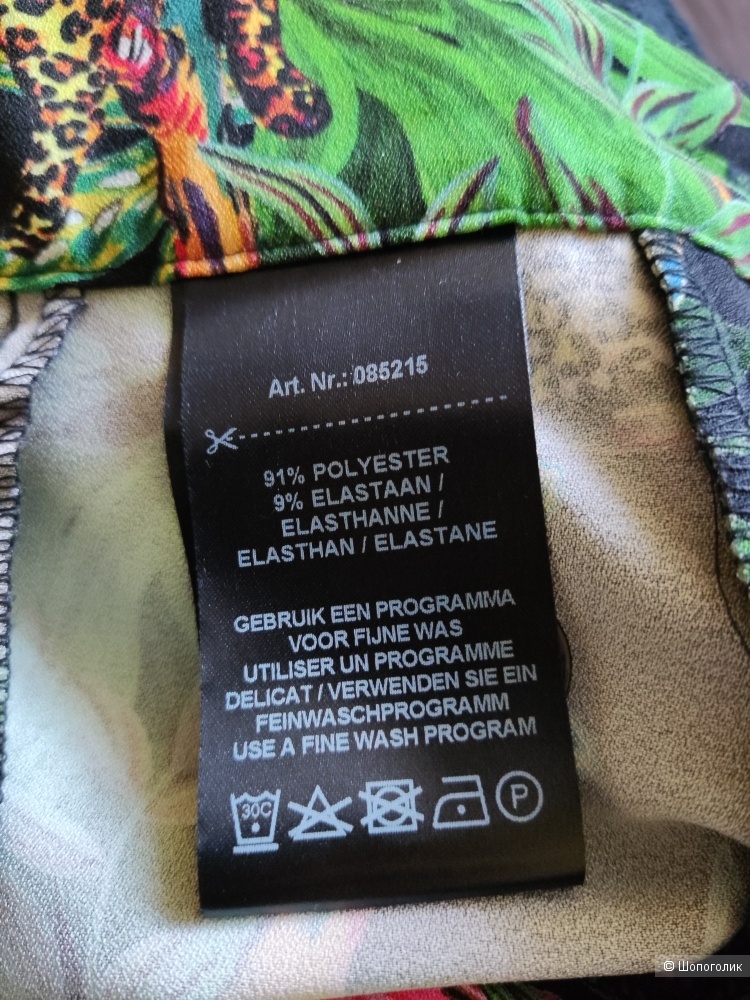 Art. Nr.: 085215
91% POLYESTER
9% ELASTAAN /
ELASTHANNE /
ELASTHAN / ELASTANE
GEBRUIK EEN PROGRAMMA
VOOR FIJNE WAS
UTILISER UN PROGRAMME
DELICAT / VERWENDEN SIE EIN
FEINWASCHPROGRAMM
USE A FINE WASH PROGRAM
30C P
© Шопоголик